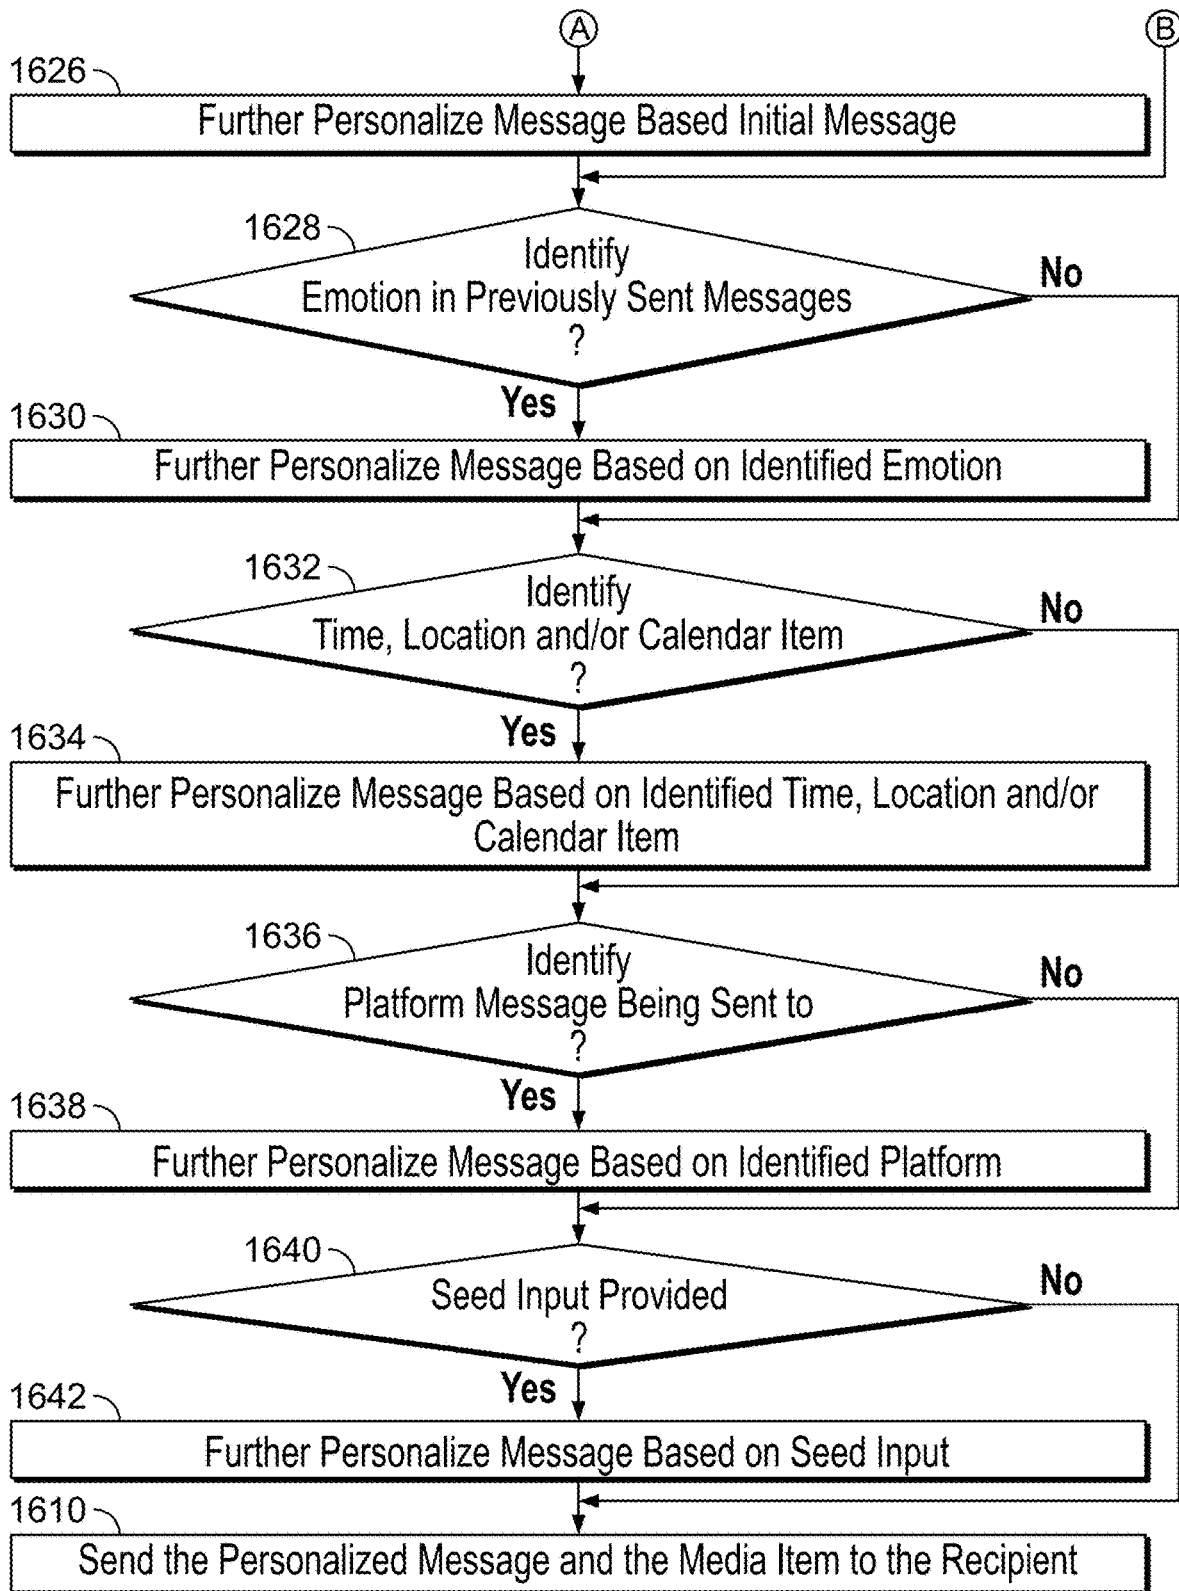 A
B
1626
Further Personalize Message Based Initial Message
1628
Identify
Emotion in Previously Sent Messages
?
No
Yes
1630
Further Personalize Message Based on Identified Emotion
1632
Identify
Time, Location and/or Calendar Item
?
No
Yes
1634
Further Personalize Message Based on Identified Time, Location and/or
Calendar Item
1636
Identify
Platform Message Being Sent to
?
No
Yes
1638
Further Personalize Message Based on Identified Platform
1640
Seed Input Provided
?
No
Yes
1642
Further Personalize Message Based on Seed Input
1610
Send the Personalized Message and the Media Item to the Recipient